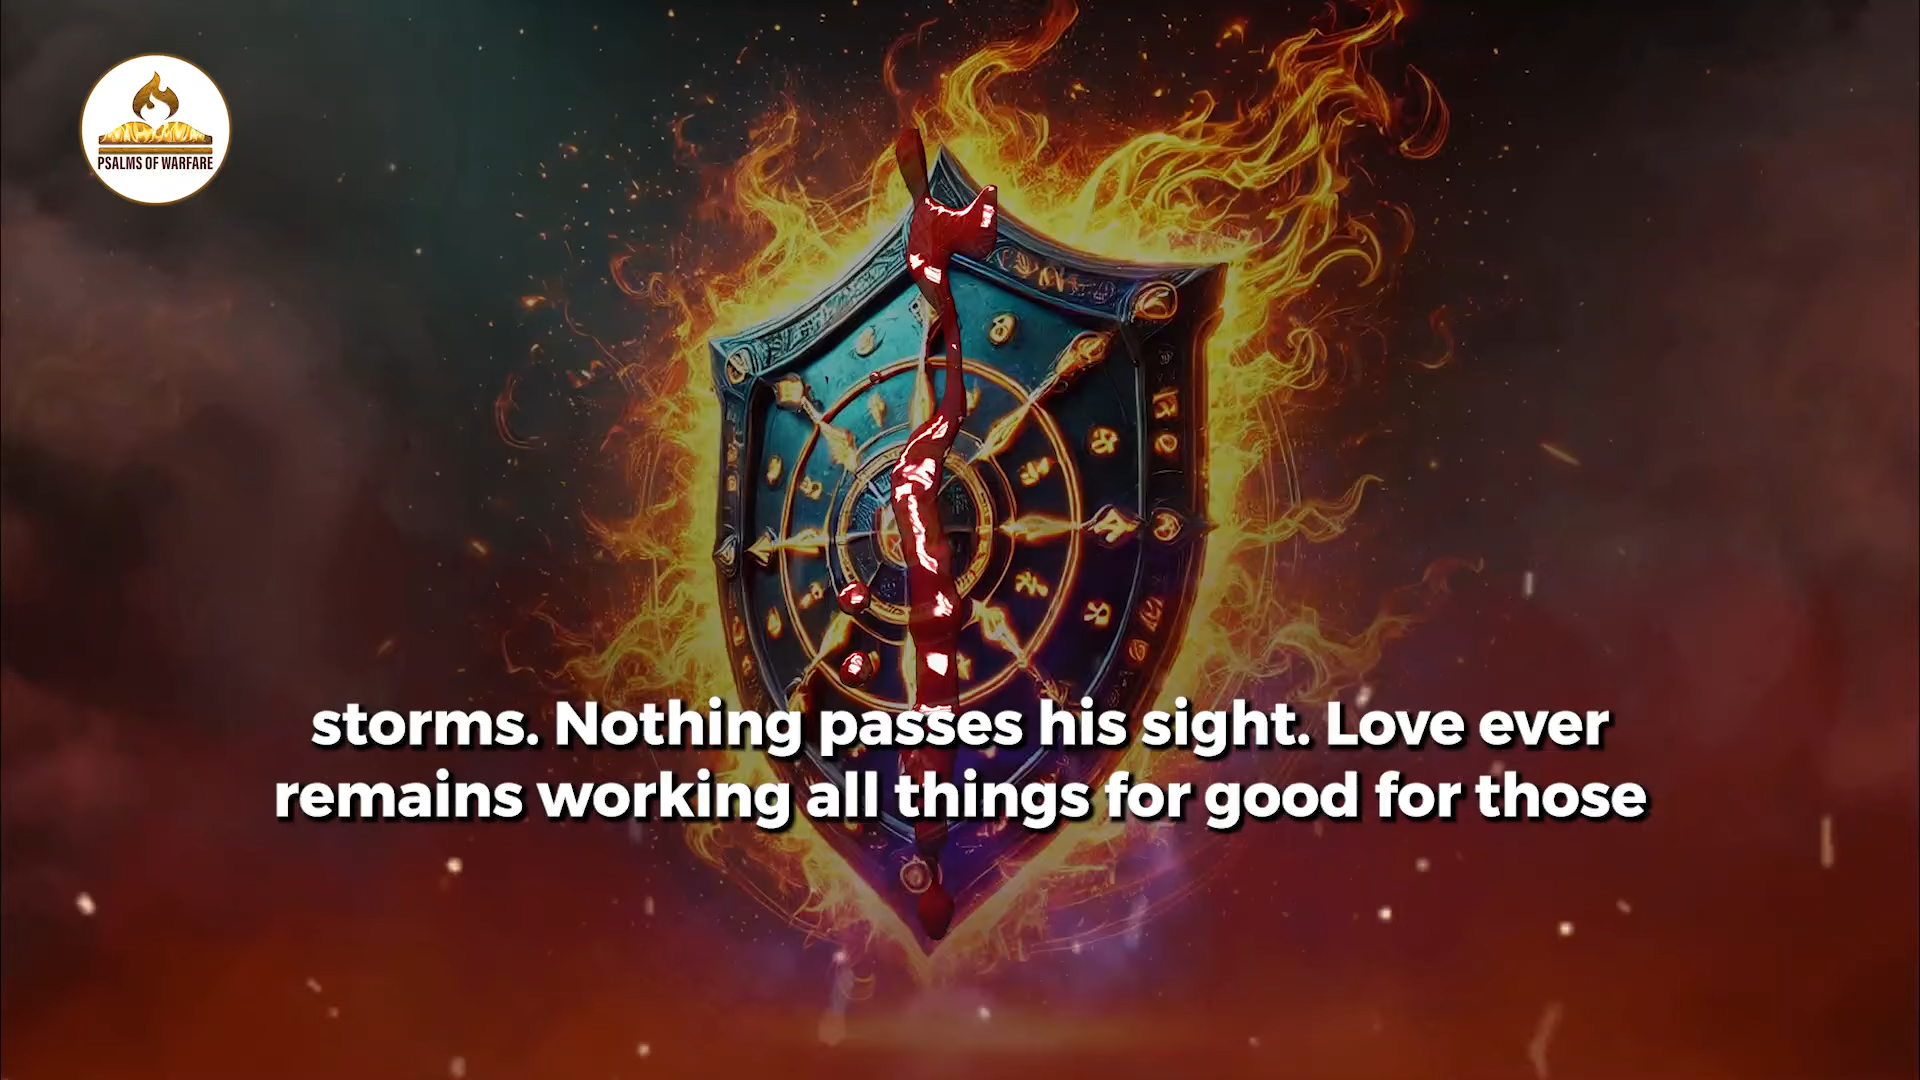 PSALMS OF WARFARE
storms. Nothing passes his sight. Love ever
remains working all things for good for those